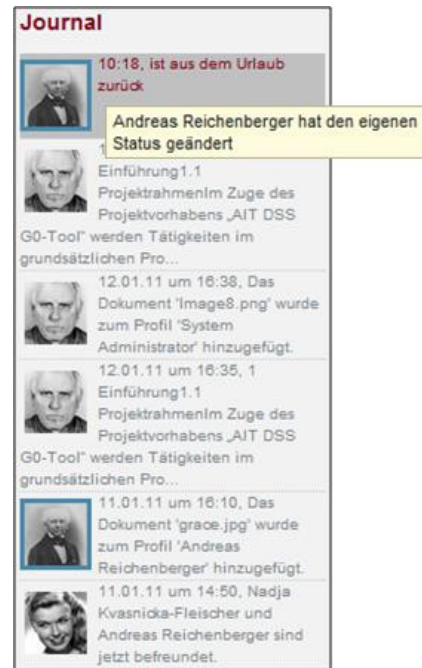 Journal
10:18, ist aus dem Urlaub
zurück
Andreas Reichenberger hat den eigenen
Status geändert
Einführung1.1
ProjektrahmenIm Zuge des
Projektvorhabens „AIT DSS
G0-Tool" werden Tätigkeiten im
grundsätzlichen Pro...
12.01.11 um 16:38, Das
Dokument 'Image8.png' wurde
zum Profil 'System
Administrator' hinzugefügt.
12.01.11 um 16:35, 1
Einführung1.1
ProjektrahmenIm Zuge des
Projektvorhabens „AIT DSS
G0-Tool" werden Tätigkeiten im
grundsätzlichen Pro...
11.01.11 um 16:10, Das
Dokument 'grace.jpg' wurde
zum Profil 'Andreas
Reichenberger' hinzugefügt.
11.01.11 um 14:50, Nadja
Kvasnicka-Fleischer und
Andreas Reichenberger sind
jetzt befreundet.